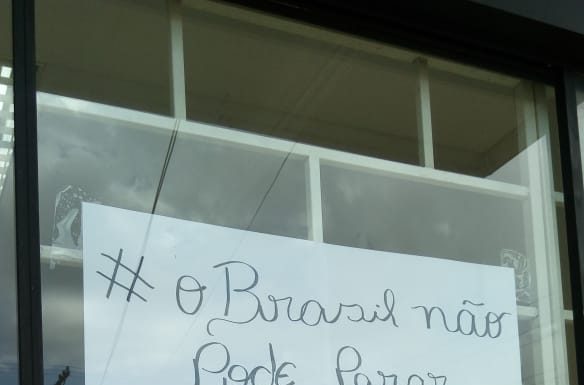 # o Brasil não
Pode Parar